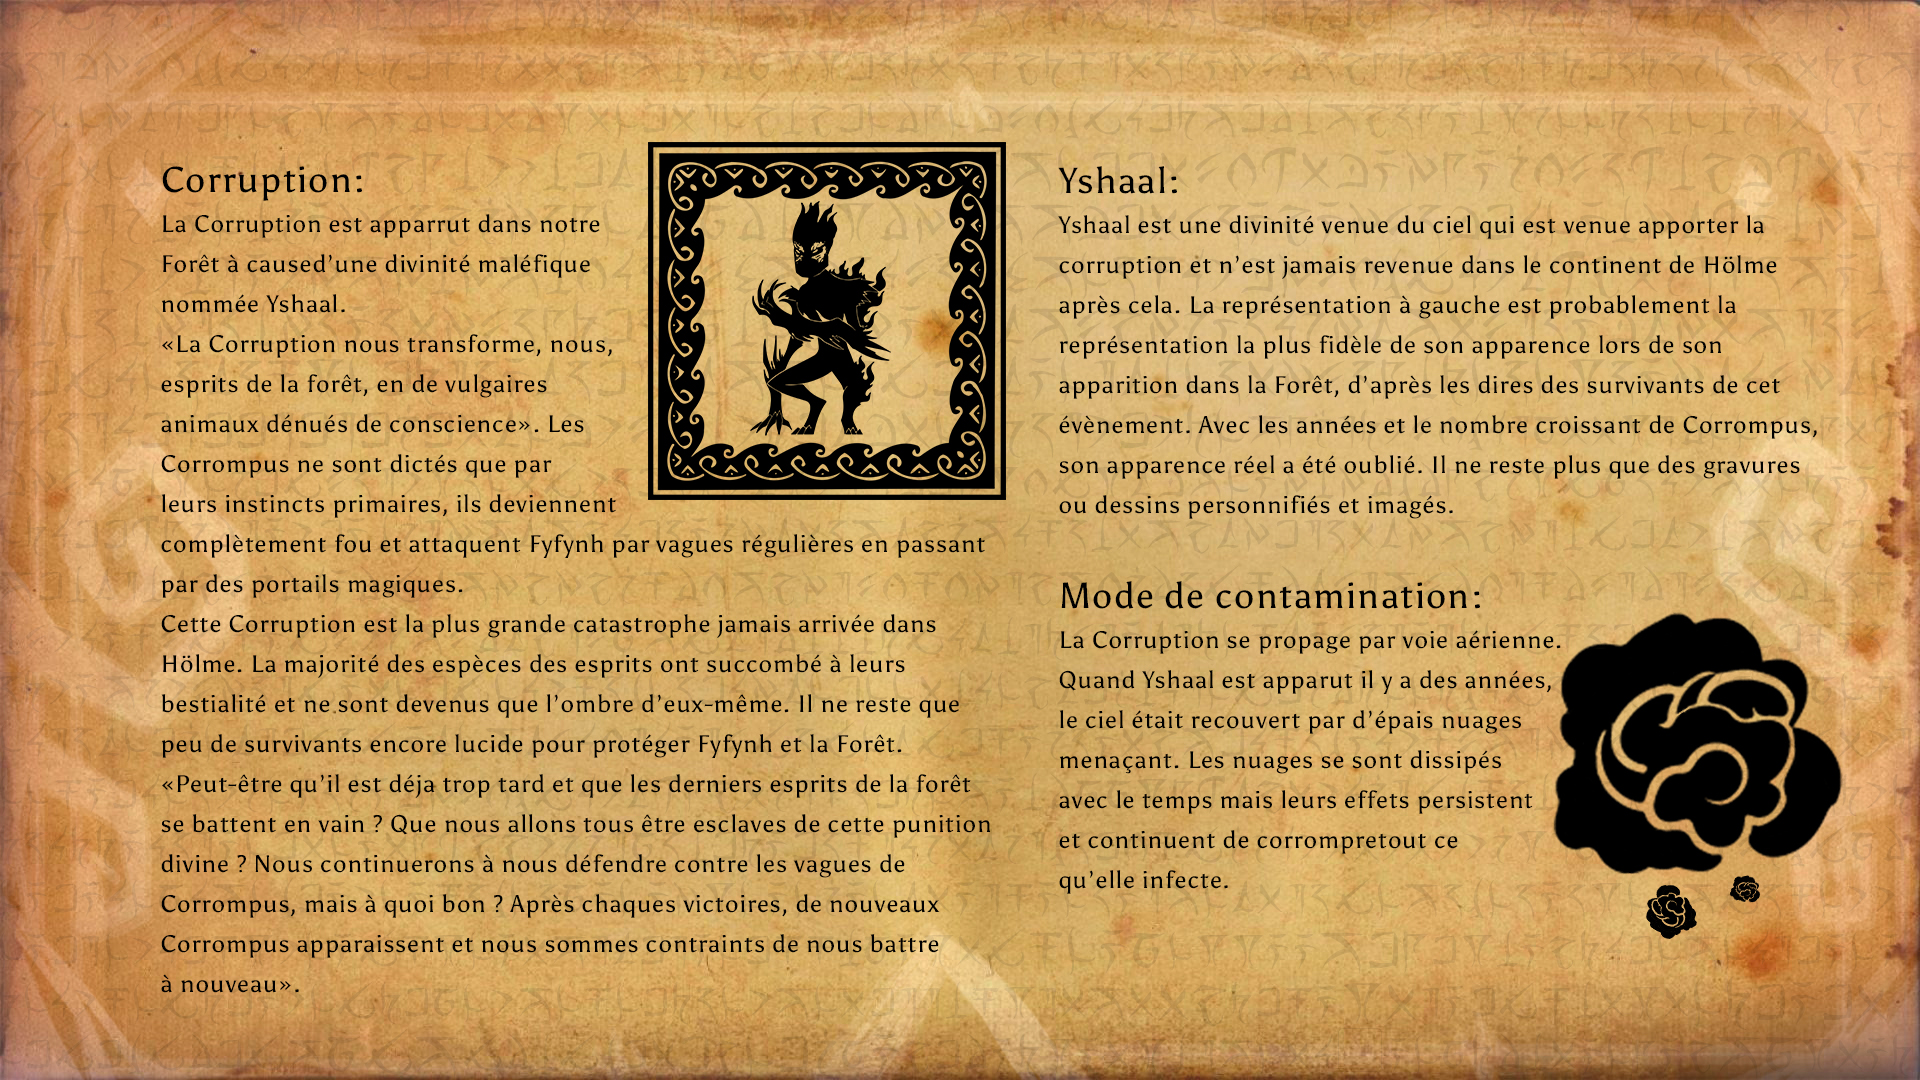 Corruption:
La Corruption est apparrut dans notre
Forêt à caused’une divinité maléfique
nommée Yshaal.
«La Corruption nous transforme, nous,
esprits de la forêt, en de vulgaires
animaux dénués de conscience». Les
Corrompus ne sont dictés que par
leurs instincts primaires, ils deviennent
complètement fou et attaquent Fyfynh par vagues régulières en passant
par des portails magiques.
Cette Corruption est la plus grande catastrophe jamais arrivée dans
Hölme. La majorité des espèces des esprits ont succombé à leurs
bestialité et ne sont devenus que l’ombre d’eux-même. Il ne reste que
peu de survivants encore lucide pour protéger Fyfynh et la Forêt.
«Peut-être qu’il est déja trop tard et que les derniers esprits de la forêt
se battent en vain ? Que nous allons tous être esclaves de cette punition
divine ? Nous continuerons à nous défendre contre les vagues de
Corrompus, mais à quoi bon ? Après chaques victoires, de nouveaux
Corrompus apparaissent et nous sommes contraints de nous battre
à nouveau».
Yshaal:
Yshaal est une divinité venue du ciel qui est venue apporter la
corruption et n’est jamais revenue dans le continent de Hölme
après cela. La représentation à gauche est probablement la
représentation la plus fidèle de son apparence lors de son
apparition dans la Forêt, d’après les dires des survivants de cet
évènement. Avec les années et le nombre croissant de Corrompus,
son apparence réel a été oublié. Il ne reste plus que des gravures
ou dessins personnifiés et imagés.
Mode de contamination:
La Corruption se propage par voie aérienne.
Quand Yshaal est apparut il y a des années,
le ciel était recouvert par d’épais nuages
menaçant. Les nuages se sont dissipés
avec le temps mais leurs effets persistent
et continuent de corrompretout ce
qu’elle infecte.